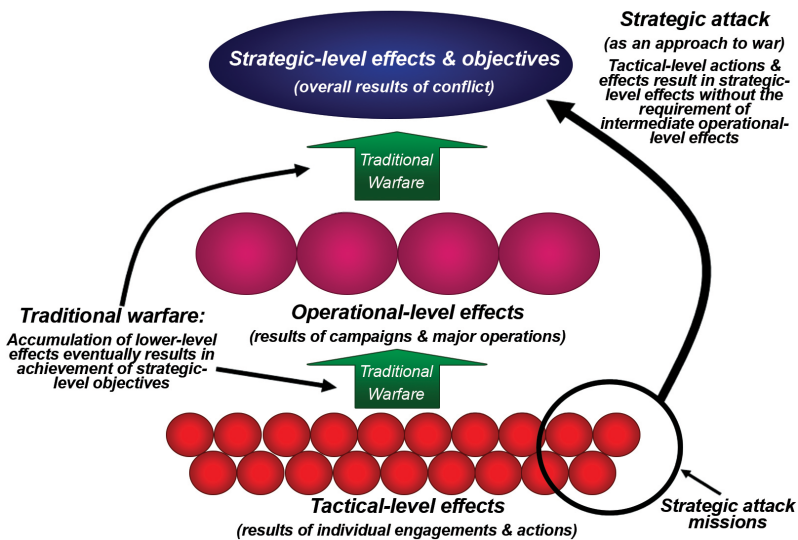 Strategic attack
(as an approach to war)
Tactical-level actions &
effects result in strategic-
level effects without the
requirement of
intermediate operational-
level effects
Strategic-level effects & objectives
(overall results of conflict)
Traditional
Warfare
Operational-level effects
(results of campaigns & major operations)
Traditional warfare:
Accumulation of lower-level
effects eventually results in
achievement of strategic-
level objectives
Traditional
Warfare
Tactical-level effects
(results of individual engagements & actions)
Strategic attack
missions